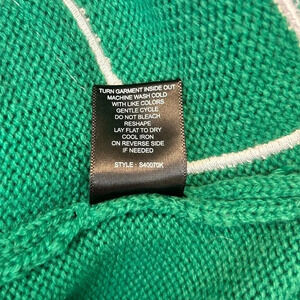 TURN GARMENT INSIDE OUT
MACHINE WASH COLD
WITH LIKE COLORS
GENTLE CYCLE
DO NOT BLEACH
RESHAPE
LAY FLAT TO DRY
COOL IRON
ON REVERSE SIDE
IF NEEDED
STYLE : S40070K